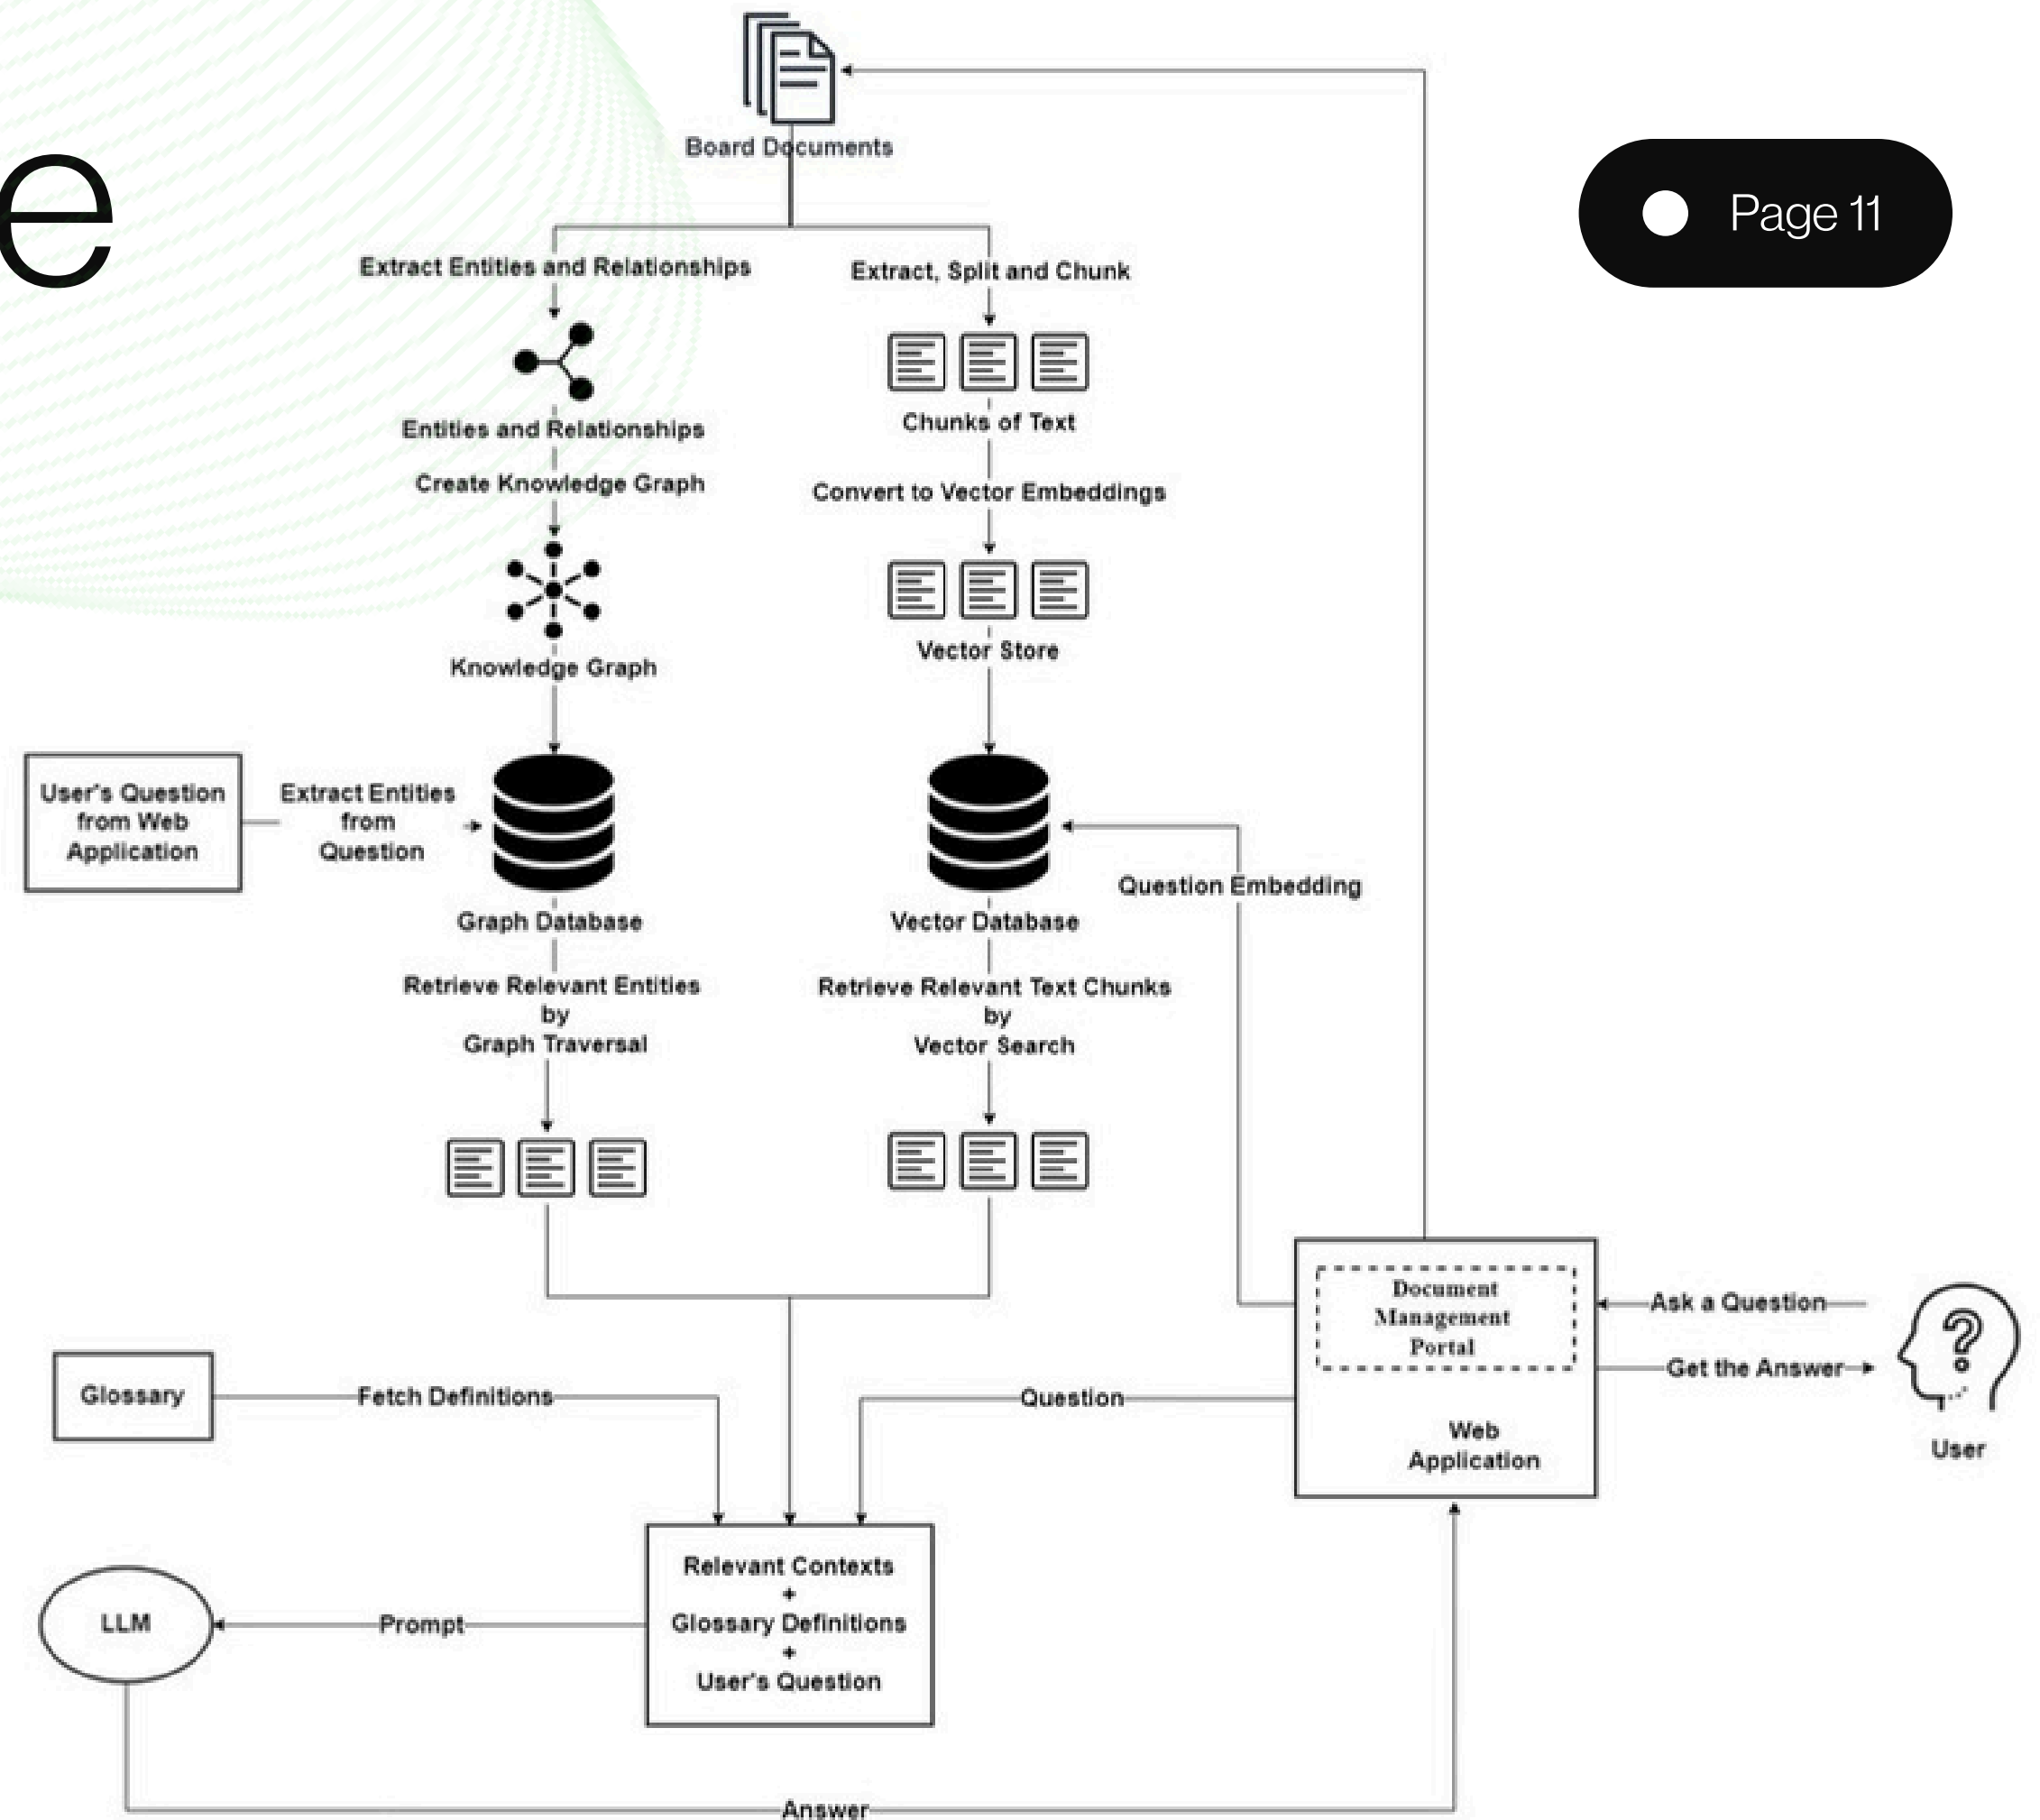 e
Page 11
Board Documents
Extract Entities and Relationships
Extract, Split and Chunk
Entities and Relationships
Chunks of Text
Create Knowledge Graph
Convert to Vector Embeddings
Knowledge Graph
Vector Store
User's Question
from Web
Application
Extract Entities
from
Question
Question Embedding
Graph Database
Vector Database
Retrieve Relevant Entities
by
Graph Traversal
Retrieve Relevant Text Chunks
by
Vector Search
Document
Management
Portal
Web
Application
Ask a Question
Get the Answer
?
User
Glossary
Fetch Definitions
Question
Relevant Contexts
+
Glossary Definitions
+
User's Question
LLM
Prompt
Answer